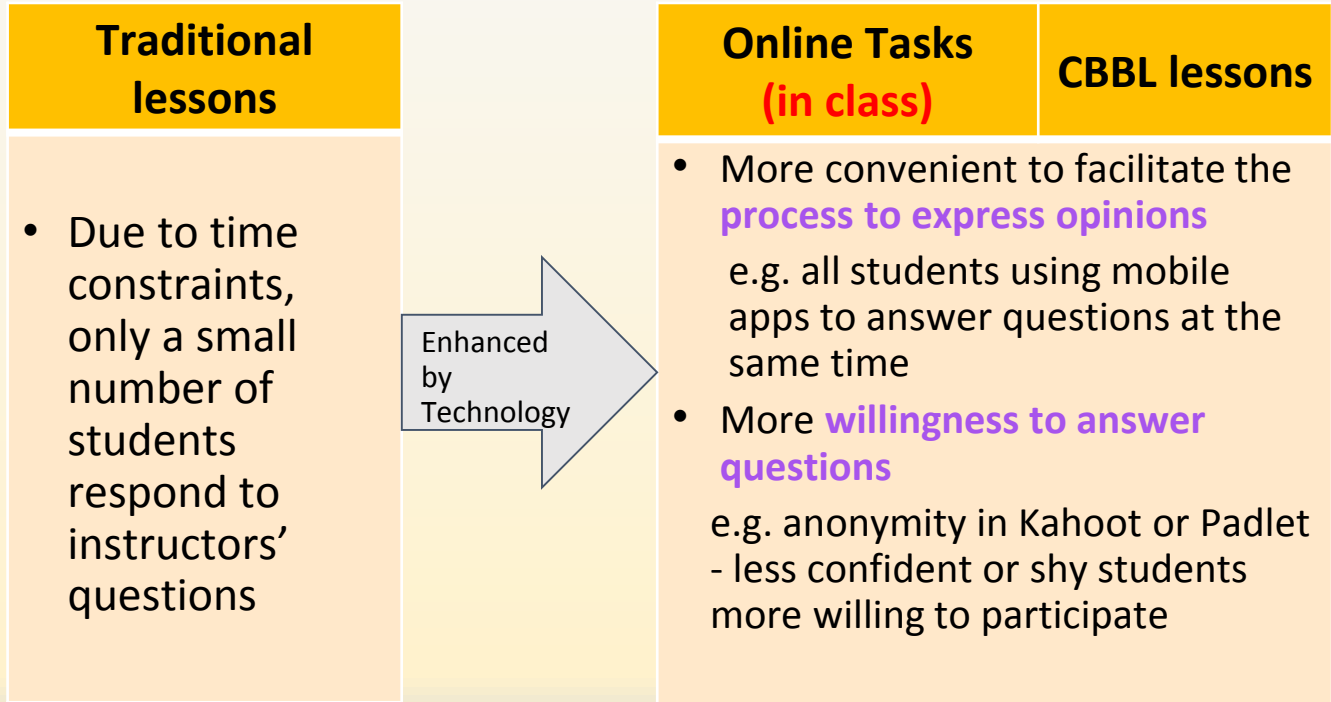 Traditional
lessons
• Due to time
constraints,
only a small
number of
students
respond to
instructors’
questions
Enhanced
by
Technology
Online Tasks
(in class)
CBBL lessons
• More convenient to facilitate the
process to express opinions
e.g. all students using mobile
apps to answer questions at the
same time
• More willingness to answer
questions
e.g. anonymity in Kahoot or Padlet
- less confident or shy students
more willing to participate